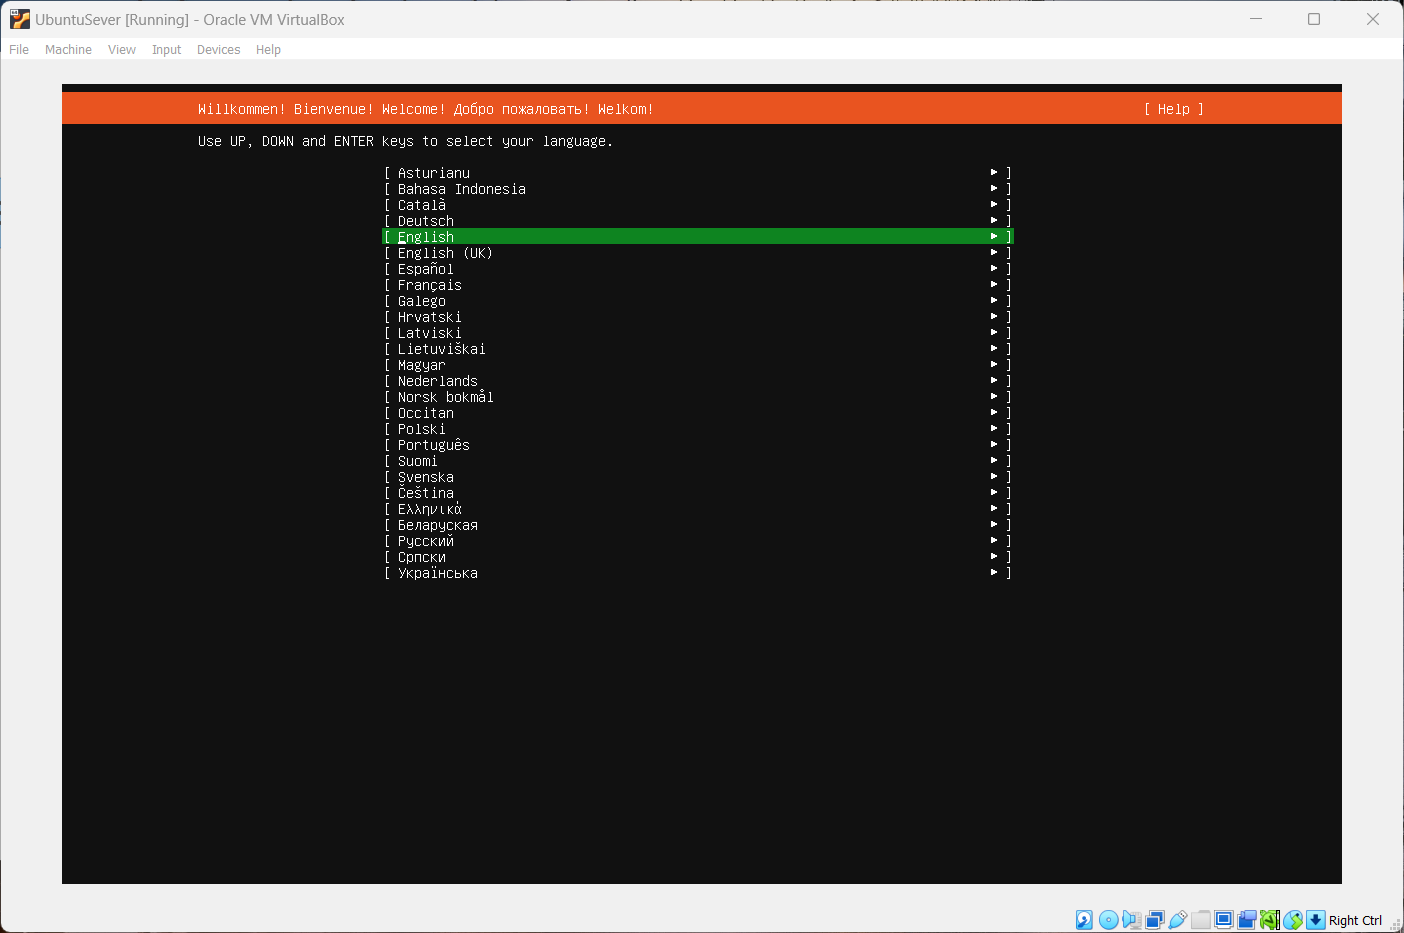 UbuntuSever [Running] - Oracle VM VirtualBox
File Machine View Input Devices Help
Willkommen! Bienvenue! Welcome! Добро пожаловать! Welkom! [ Help ]
Use UP, DOWN and ENTER keys to select your language.
[ Asturianu ▸ ]
[ Bahasa Indonesia ▸ ]
[ Català ▸ ]
[ Deutsch ▸ ]
[ English ▸ ]
[ English (UK) ▸ ]
[ Español ▸ ]
[ Français ▸ ]
[ Galego ▸ ]
[ Hrvatski ▸ ]
[ Latviski ▸ ]
[ Lietuviškai ▸ ]
[ Magyar ▸ ]
[ Nederlands ▸ ]
[ Norsk bokmål ▸ ]
[ Occitan ▸ ]
[ Polski ▸ ]
[ Português ▸ ]
[ Suomi ▸ ]
[ Svenska ▸ ]
[ Čeština ▸ ]
[ Ελληνικά ▸ ]
[ Беларуская ▸ ]
[ Русский ▸ ]
[ Српски ▸ ]
[ Українська ▸ ]
Right Ctrl